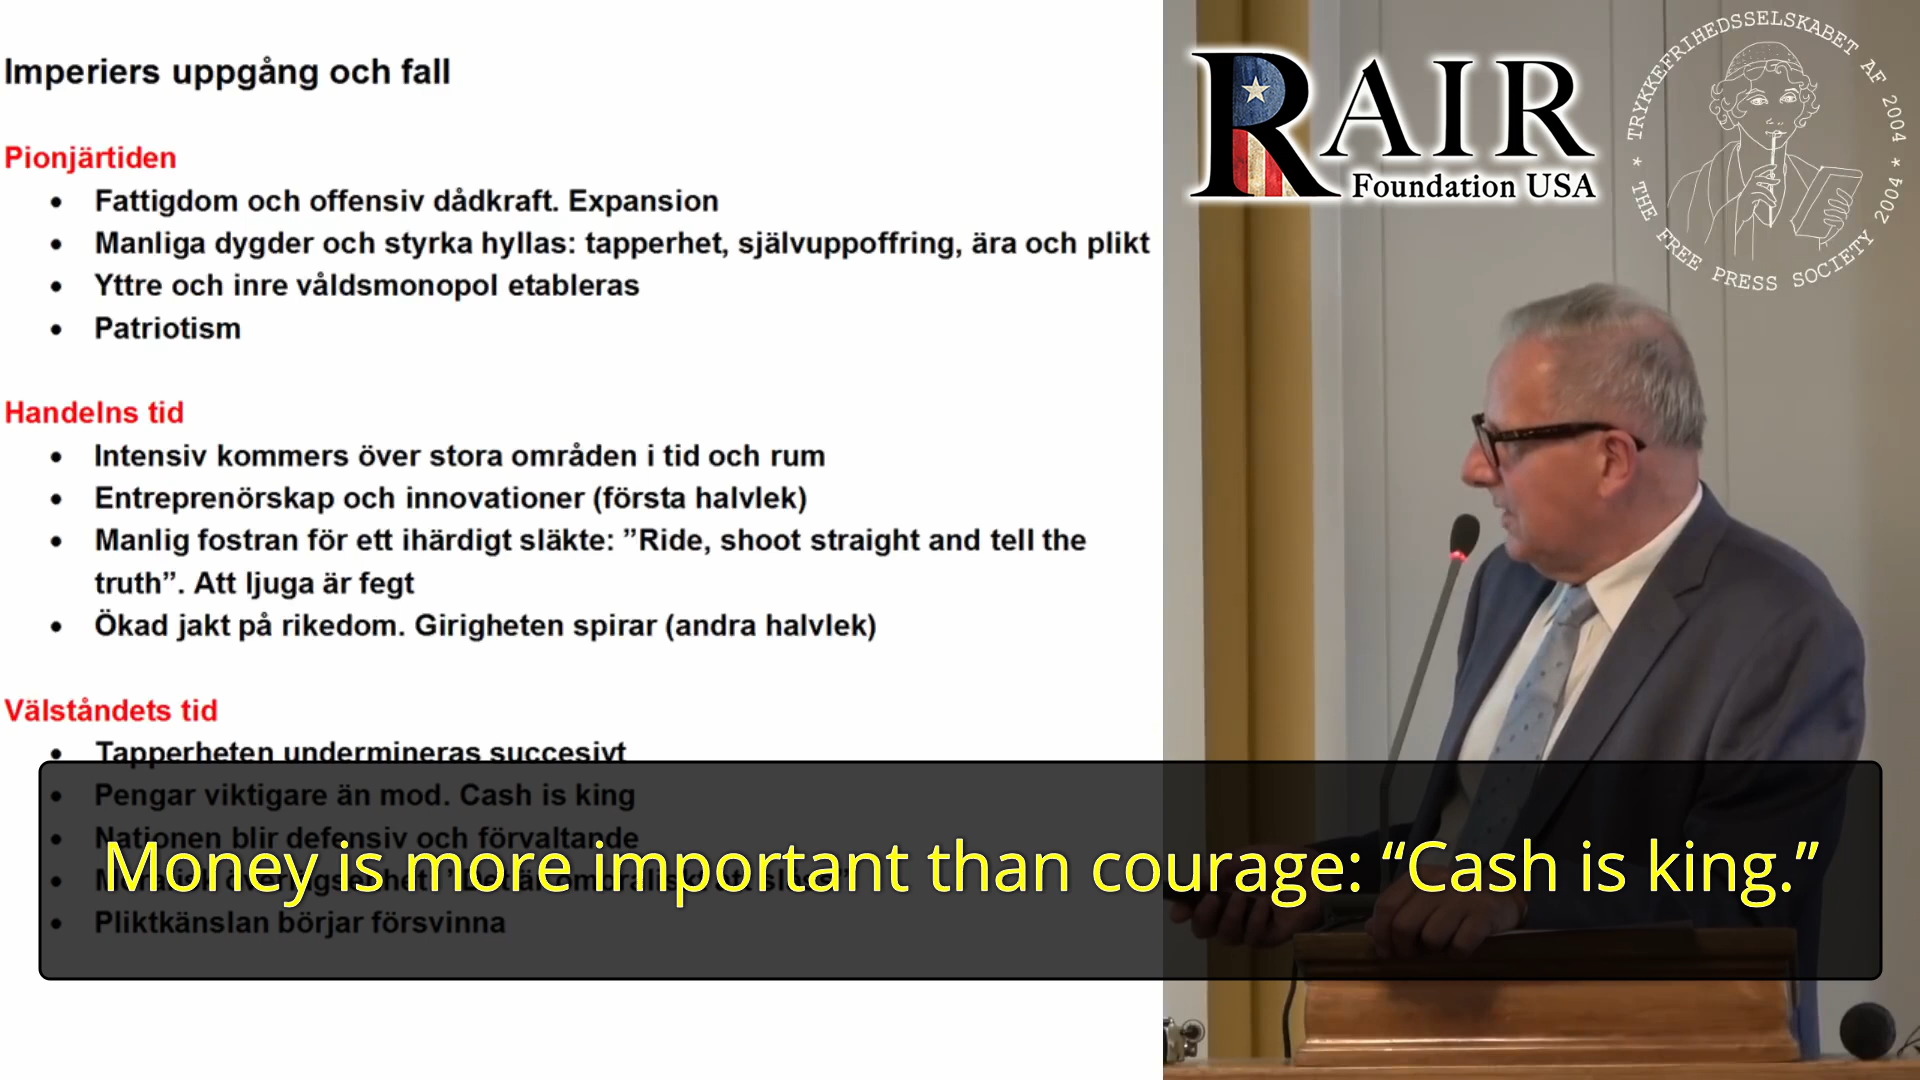 Imperiers uppgång och fall
Pionjärtiden
• Fattigdom och offensiv dådkraft. Expansion
• Manliga dygder och styrka hyllas: tapperhet, självuppoffring, ära och plikt
• Yttre och inre våldsmonopol etableras
• Patriotism
Handelns tid
• Intensiv kommers över stora områden i tid och rum
• Entreprenörskap och innovationer (första halvlek)
• Manlig fostran för ett ihärdigt släkte: ”Ride, shoot straight and tell the
truth”. Att ljuga är fegt
• Ökad jakt på rikedom. Girigheten spirar (andra halvlek)
Välståndets tid
• Tapperheten undermineras succesivt
• Pengar viktigare än mod. Cash is king
• Nationen blir defensiv och förvaltande
• Pliktkänslan börjar försvinna
Money is more important than courage: “Cash is king.”
RAIR
Foundation USA
TRYKKEFRIHEDSSELSKABET AF 2004 *
* THE FREE PRESS SOCIETY 2004